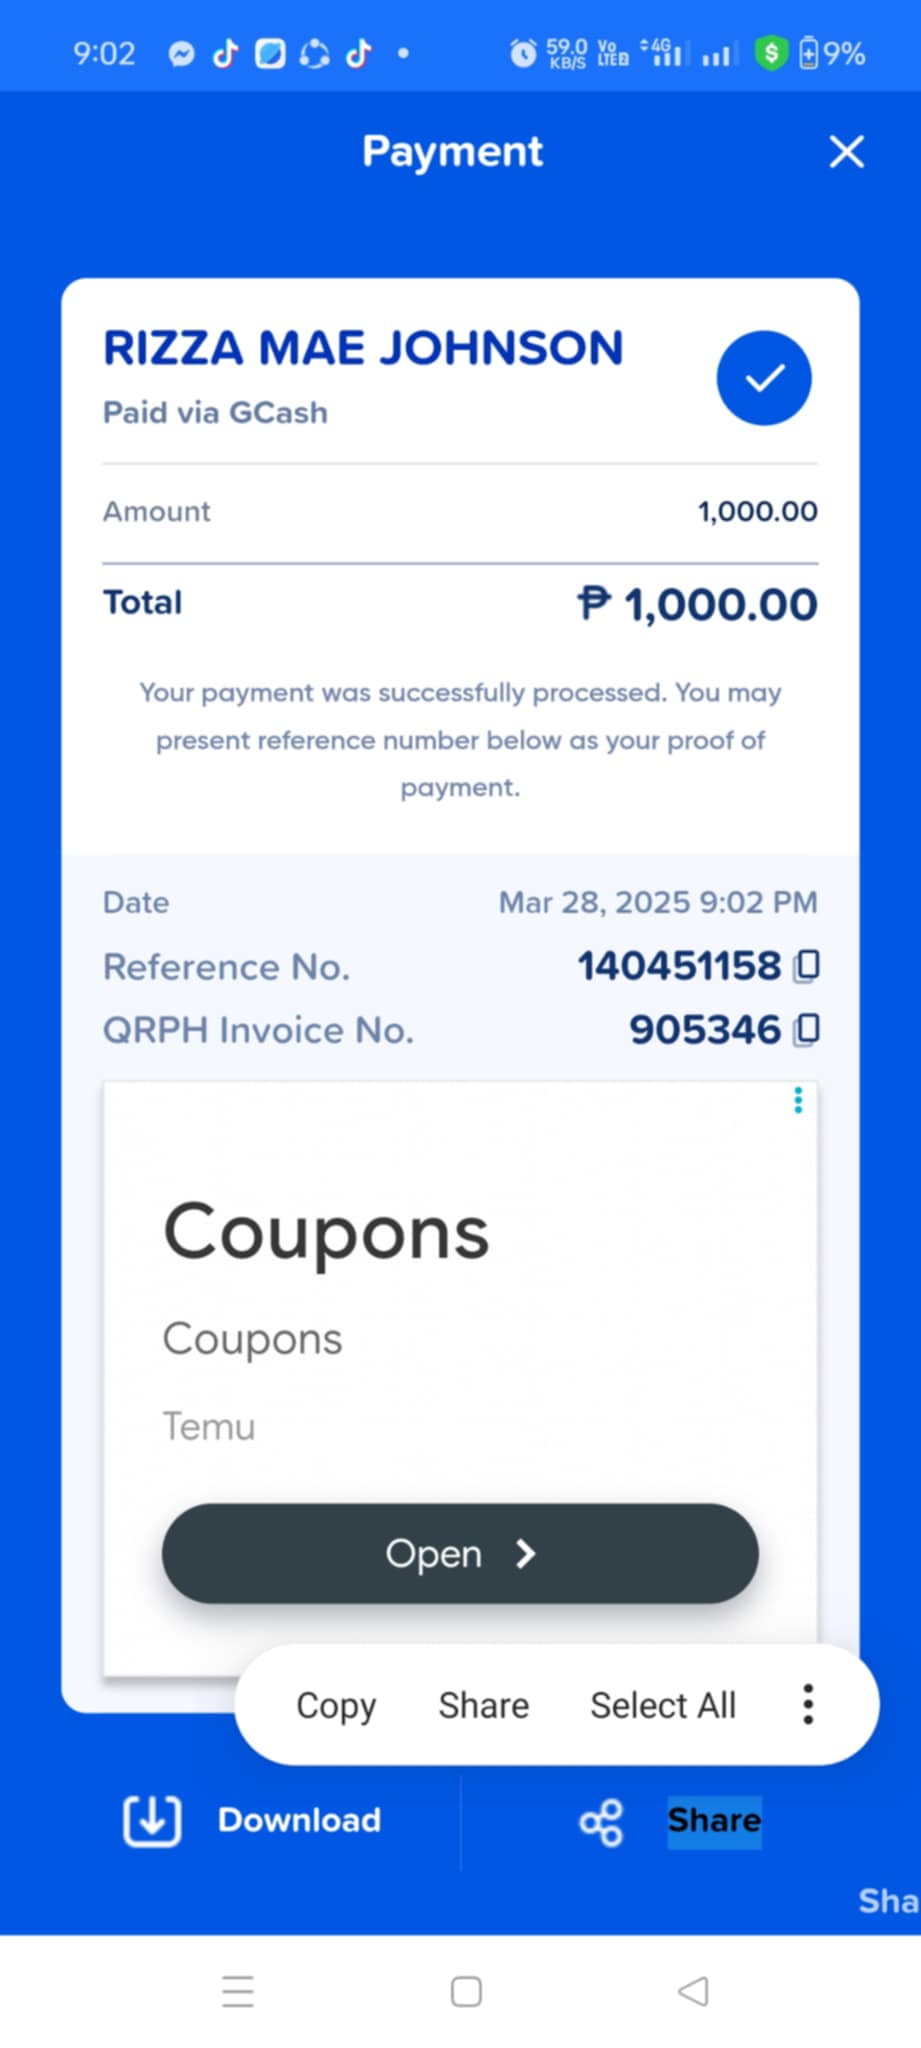 9:02 59.0 KB/S Vo LTE 4G 9%
Payment
RIZZA MAE JOHNSON
Paid via GCash
Amount 1,000.00
Total ₱ 1,000.00
Your payment was successfully processed. You may
present reference number below as your proof of
payment.
Date Mar 28, 2025 9:02 PM
Reference No. 140451158
QRPH Invoice No. 905346
Coupons
Coupons
Temu
Open
Copy Share Select All
Download Share
Sha